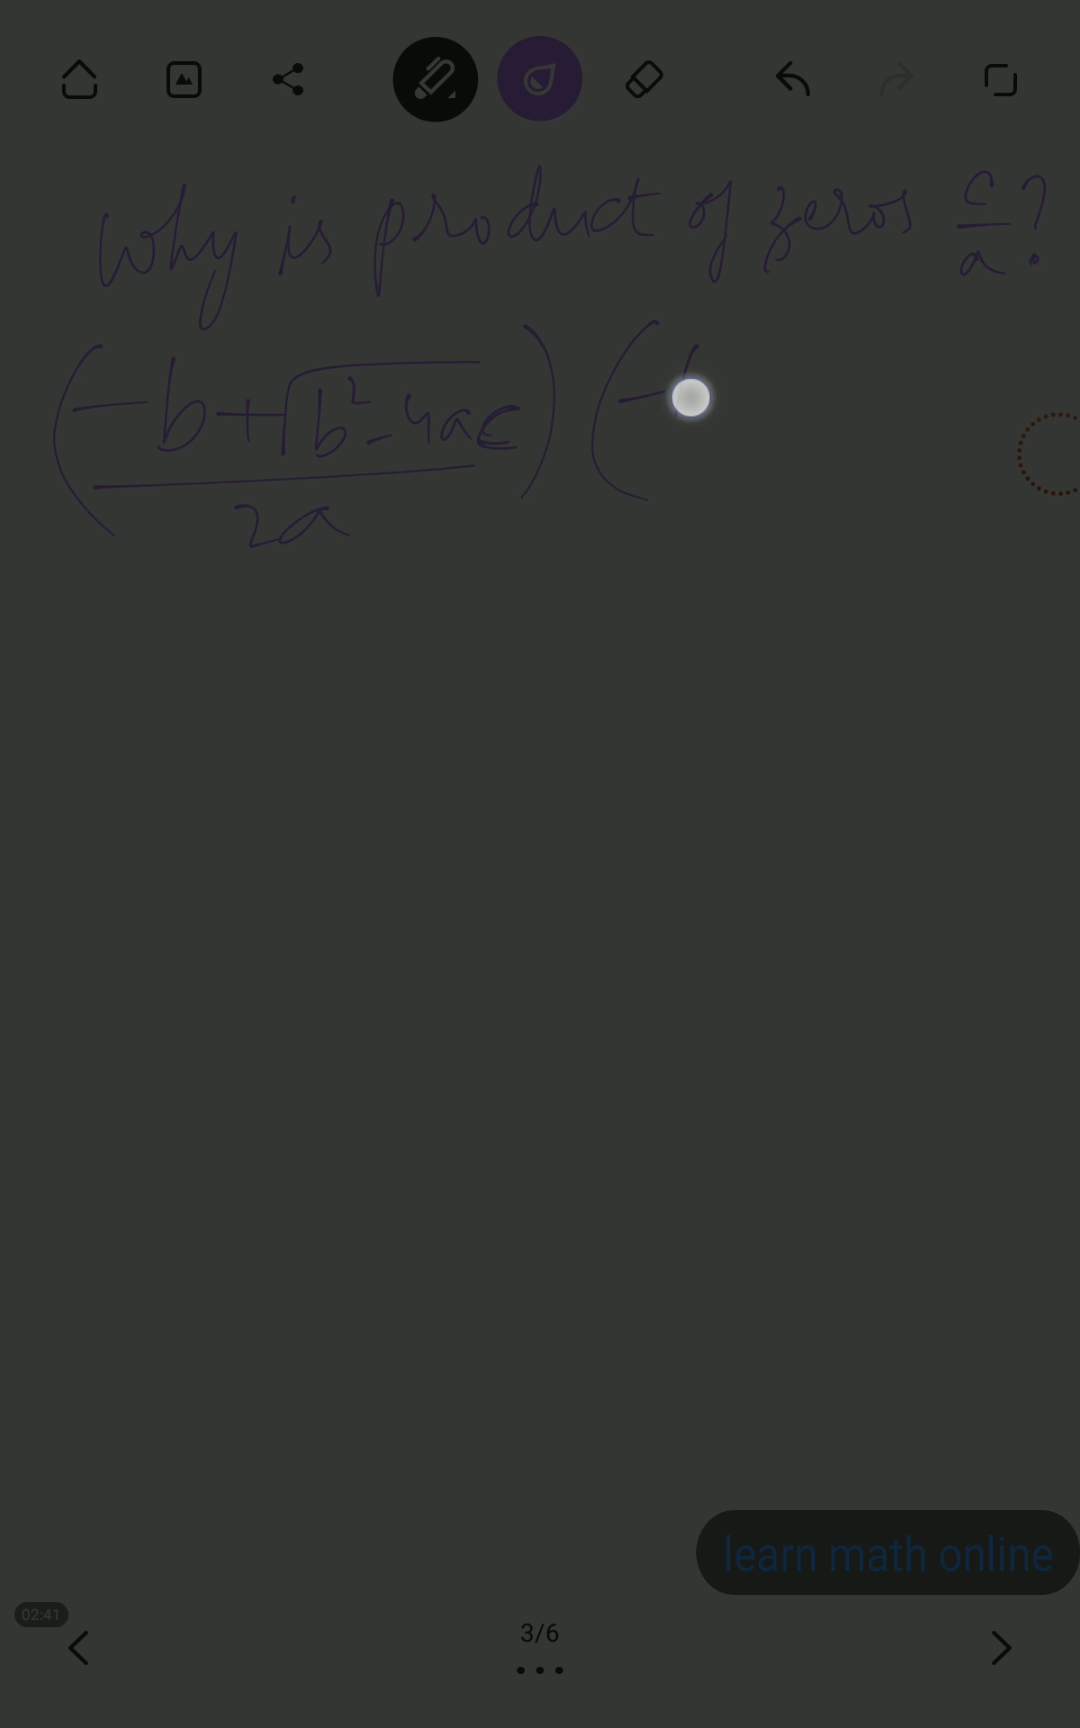 Why is product of zeros c/a?
(-b+√b²-4ac/2a)(-b
learn math online
02:41
3/6